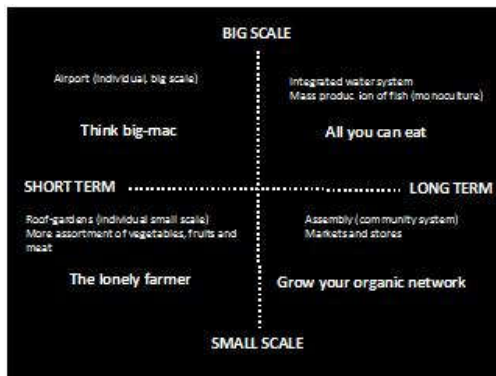 BIG SCALE
Airport (Individual, big scale)
Think big-mac
Integrated water system
Mass produc ion of fish (monoculture)
All you can eat
SHORT TERM
LONG TERM
Roof-gardens (individual small scale)
More assortment of vegetables, fruits and
meat
The lonely farmer
Assembly (community system)
Markets and stores
Grow your organic network
SMALL SCALE